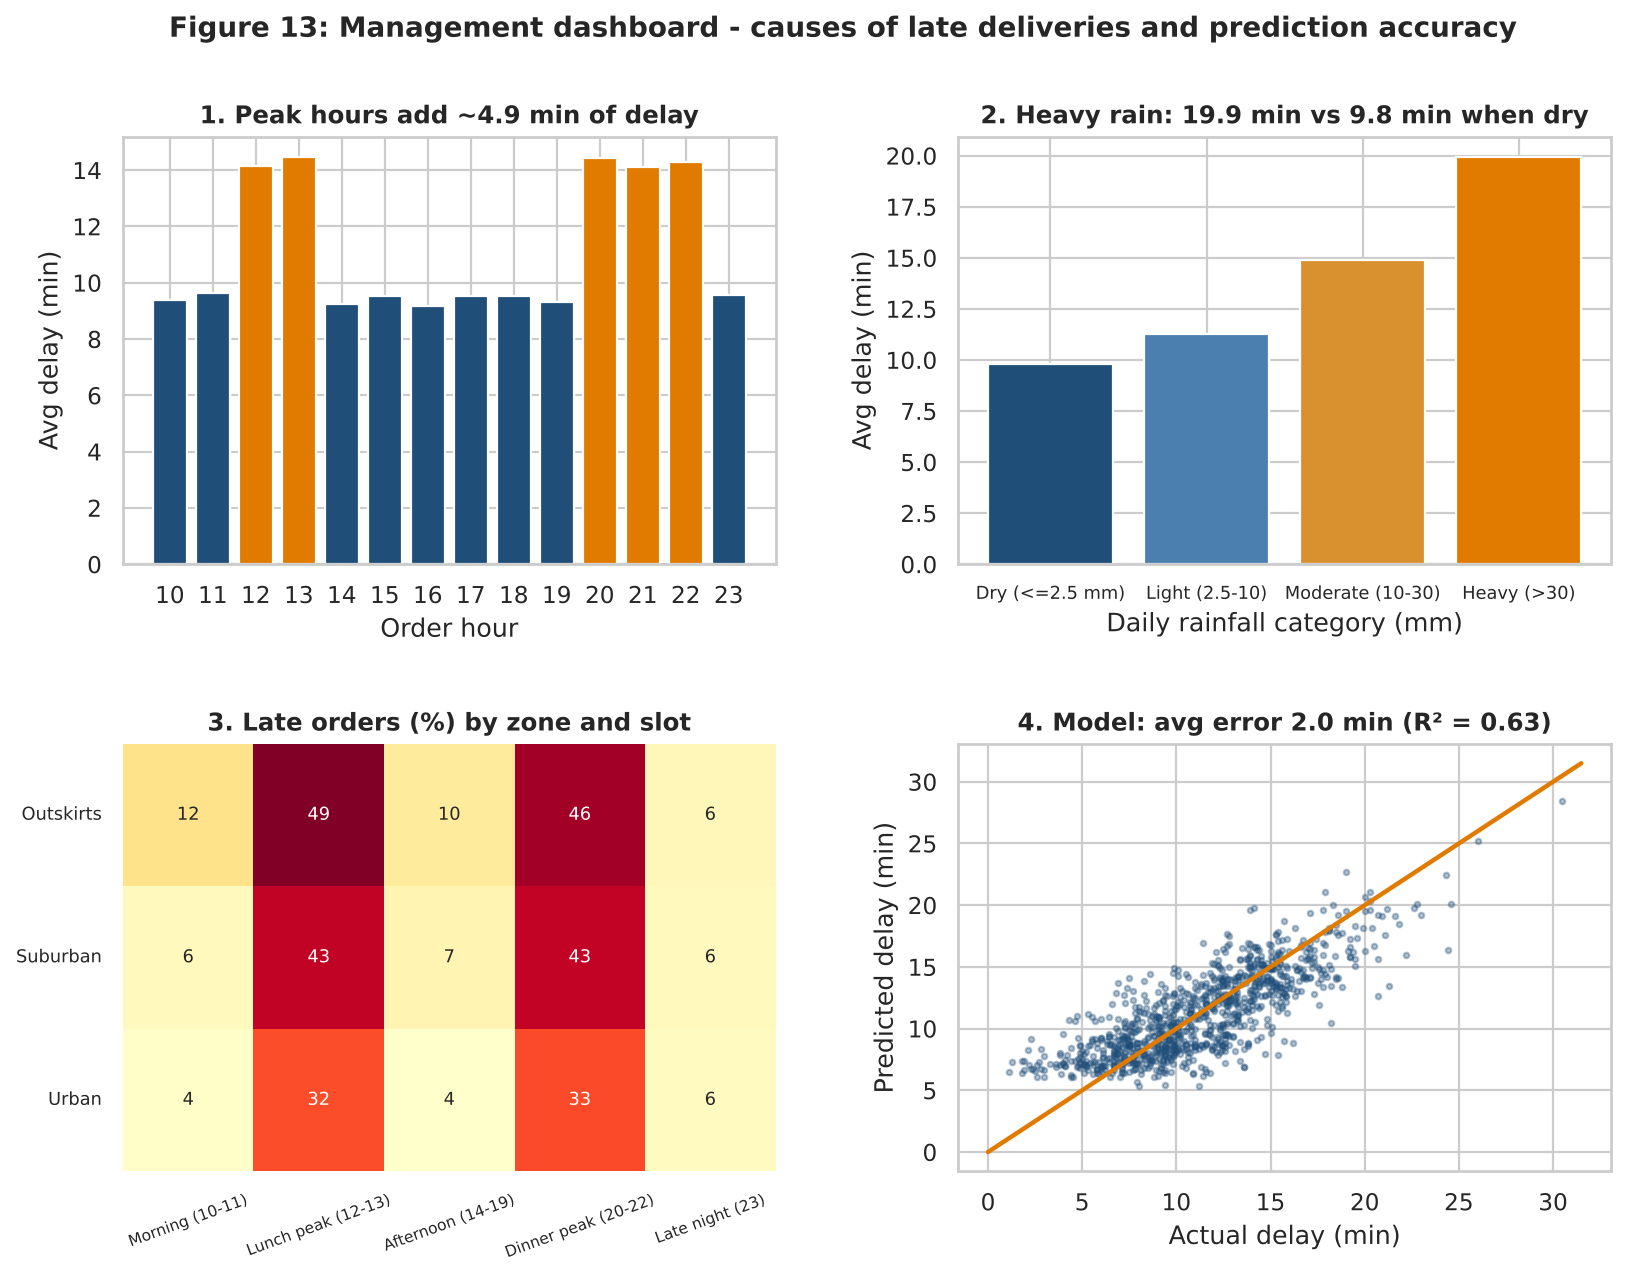 Figure 13: Management dashboard - causes of late deliveries and prediction accuracy
1. Peak hours add ~4.9 min of delay
Avg delay (min)
14
12
10
8
6
4
2
0
10 11 12 13 14 15 16 17 18 19 20 21 22 23
Order hour
2. Heavy rain: 19.9 min vs 9.8 min when dry
Avg delay (min)
20.0
17.5
15.0
12.5
10.0
7.5
5.0
2.5
0.0
Dry (<=2.5 mm) Light (2.5-10) Moderate (10-30) Heavy (>30)
Daily rainfall category (mm)
3. Late orders (%) by zone and slot
Outskirts 12 49 10 46 6
Suburban 6 43 7 43 6
Urban 4 32 4 33 6
Morning (10-11) Lunch peak (12-13) Afternoon (14-19) Dinner peak (20-22) Late night (23)
4. Model: avg error 2.0 min (R² = 0.63)
Predicted delay (min)
30
25
20
15
10
5
0
0 5 10 15 20 25 30
Actual delay (min)